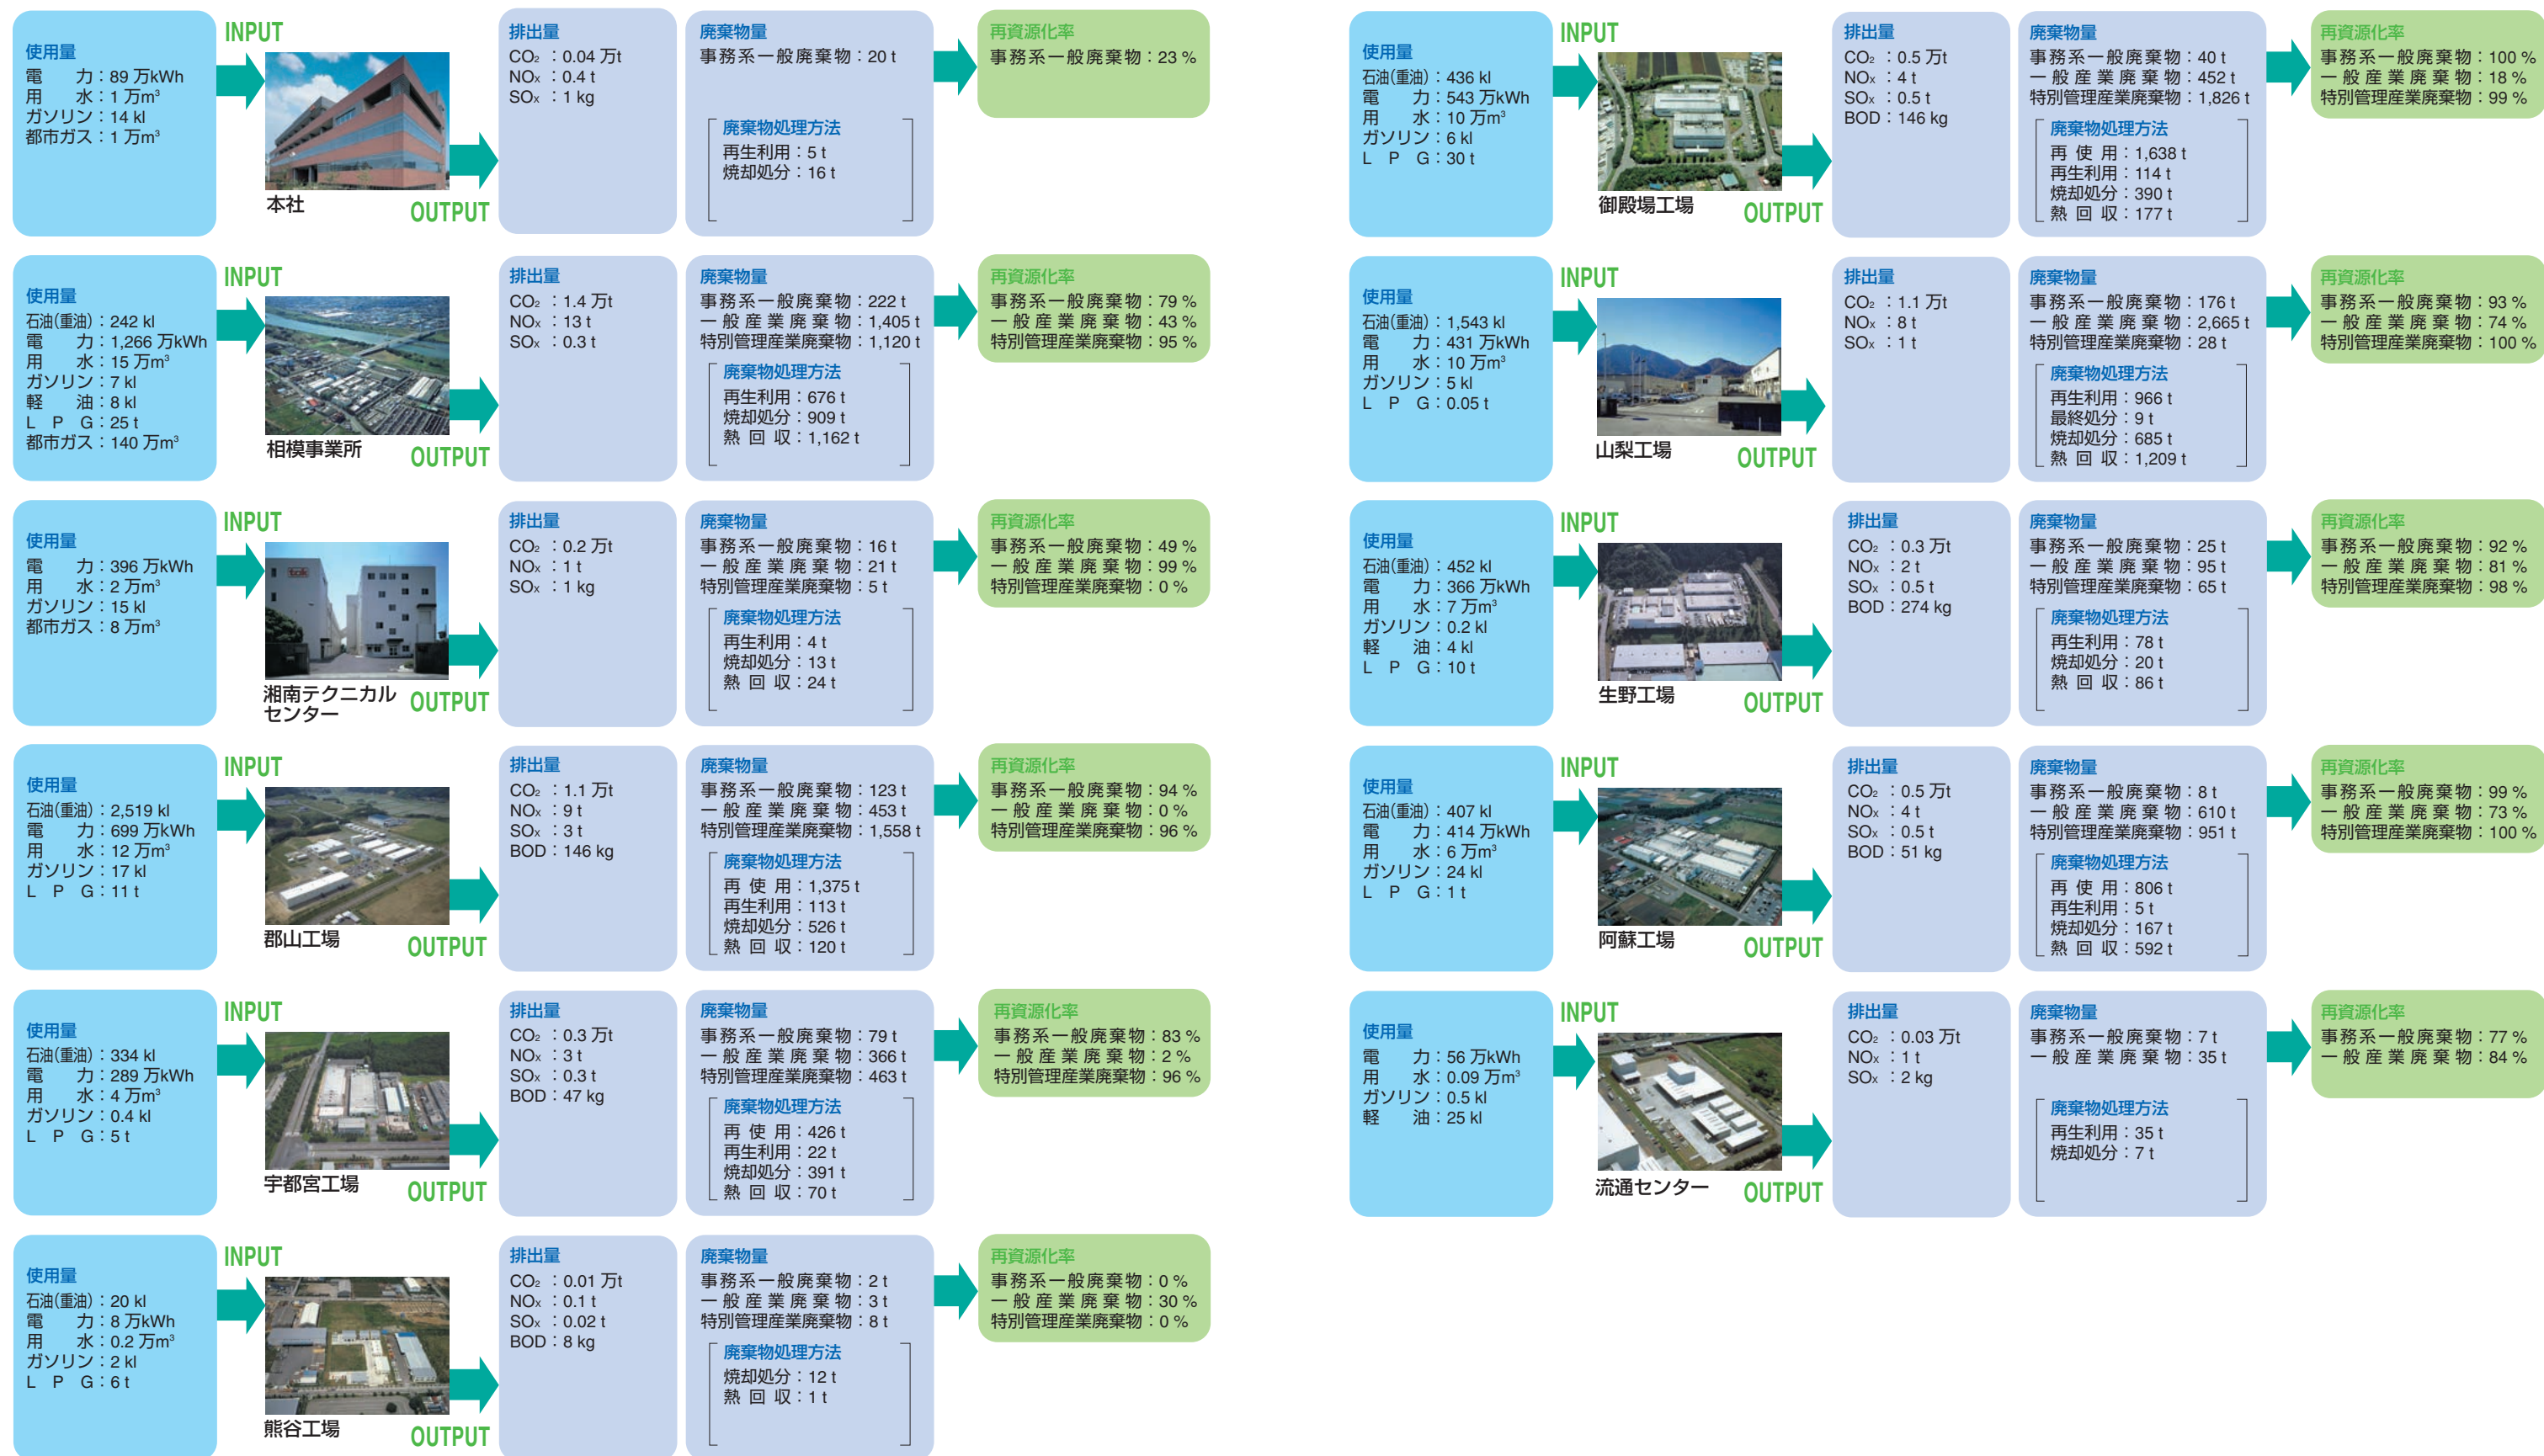 使用量
電力：89 万kWh
用水：1 万m³
ガソリン：14 kl
都市ガス：1 万m³
INPUT
本社
OUTPUT
排出量
CO₂：0.04 万t
NOx：0.4 t
SOx：1 kg
廃棄物量
事務系一般廃棄物：20 t
廃棄物処理方法
再生利用：5 t
焼却処分：16 t
再資源化率
事務系一般廃棄物：23 %
使用量
石油(重油)：242 kl
電力：1,266 万kWh
用水：15 万m³
ガソリン：7 kl
軽油：8 kl
L P G：25 t
都市ガス：140 万m³
INPUT
相模事業所
OUTPUT
排出量
CO₂：1.4 万t
NOx：13 t
SOx：0.3 t
廃棄物量
事務系一般廃棄物：222 t
一般産業廃棄物：1,405 t
特別管理産業廃棄物：1,120 t
廃棄物処理方法
再生利用：676 t
焼却処分：909 t
熱回収：1,162 t
再資源化率
事務系一般廃棄物：79 %
一般産業廃棄物：43 %
特別管理産業廃棄物：95 %
使用量
電力：396 万kWh
用水：2 万m³
ガソリン：15 kl
都市ガス：8 万m³
INPUT
湘南テクニカル
センター
OUTPUT
排出量
CO₂：0.2 万t
NOx：1 t
SOx：1 kg
廃棄物量
事務系一般廃棄物：16 t
一般産業廃棄物：21 t
特別管理産業廃棄物：5 t
廃棄物処理方法
再生利用：4 t
焼却処分：13 t
熱回収：24 t
再資源化率
事務系一般廃棄物：49 %
一般産業廃棄物：99 %
特別管理産業廃棄物：0 %
使用量
石油(重油)：2,519 kl
電力：699 万kWh
用水：12 万m³
ガソリン：17 kl
L P G：11 t
INPUT
郡山工場
OUTPUT
排出量
CO₂：1.1 万t
NOx：9 t
SOx：3 t
BOD：146 kg
廃棄物量
事務系一般廃棄物：123 t
一般産業廃棄物：453 t
特別管理産業廃棄物：1,558 t
廃棄物処理方法
再使用：1,375 t
再生利用：113 t
焼却処分：526 t
熱回収：120 t
再資源化率
事務系一般廃棄物：94 %
一般産業廃棄物：0 %
特別管理産業廃棄物：96 %
使用量
石油(重油)：334 kl
電力：289 万kWh
用水：4 万m³
ガソリン：0.4 kl
L P G：5 t
INPUT
宇都宮工場
OUTPUT
排出量
CO₂：0.3 万t
NOx：3 t
SOx：0.3 t
BOD：47 kg
廃棄物量
事務系一般廃棄物：79 t
一般産業廃棄物：366 t
特別管理産業廃棄物：463 t
廃棄物処理方法
再使用：426 t
再生利用：22 t
焼却処分：391 t
熱回収：70 t
再資源化率
事務系一般廃棄物：83 %
一般産業廃棄物：2 %
特別管理産業廃棄物：96 %
使用量
石油(重油)：20 kl
電力：8 万kWh
用水：0.2 万m³
ガソリン：2 kl
L P G：6 t
INPUT
熊谷工場
OUTPUT
排出量
CO₂：0.01 万t
NOx：0.1 t
SOx：0.02 t
BOD：8 kg
廃棄物量
事務系一般廃棄物：2 t
一般産業廃棄物：3 t
特別管理産業廃棄物：8 t
廃棄物処理方法
焼却処分：12 t
熱回収：1 t
再資源化率
事務系一般廃棄物：0 %
一般産業廃棄物：30 %
特別管理産業廃棄物：0 %
使用量
石油(重油)：436 kl
電力：543 万kWh
用水：10 万m³
ガソリン：6 kl
L P G：30 t
INPUT
御殿場工場
OUTPUT
排出量
CO₂：0.5 万t
NOx：4 t
SOx：0.5 t
BOD：146 kg
廃棄物量
事務系一般廃棄物：40 t
一般産業廃棄物：452 t
特別管理産業廃棄物：1,826 t
廃棄物処理方法
再使用：1,638 t
再生利用：114 t
焼却処分：390 t
熱回収：177 t
再資源化率
事務系一般廃棄物：100 %
一般産業廃棄物：18 %
特別管理産業廃棄物：99 %
使用量
石油(重油)：1,543 kl
電力：431 万kWh
用水：10 万m³
ガソリン：5 kl
L P G：0.05 t
INPUT
山梨工場
OUTPUT
排出量
CO₂：1.1 万t
NOx：8 t
SOx：1 t
廃棄物量
事務系一般廃棄物：176 t
一般産業廃棄物：2,665 t
特別管理産業廃棄物：28 t
廃棄物処理方法
再生利用：966 t
最終処分：9 t
焼却処分：685 t
熱回収：1,209 t
再資源化率
事務系一般廃棄物：93 %
一般産業廃棄物：74 %
特別管理産業廃棄物：100 %
使用量
石油(重油)：452 kl
電力：366 万kWh
用水：7 万m³
ガソリン：0.2 kl
軽油：4 kl
L P G：10 t
INPUT
生野工場
OUTPUT
排出量
CO₂：0.3 万t
NOx：2 t
SOx：0.5 t
BOD：274 kg
廃棄物量
事務系一般廃棄物：25 t
一般産業廃棄物：95 t
特別管理産業廃棄物：65 t
廃棄物処理方法
再生利用：78 t
焼却処分：20 t
熱回収：86 t
再資源化率
事務系一般廃棄物：92 %
一般産業廃棄物：81 %
特別管理産業廃棄物：98 %
使用量
石油(重油)：407 kl
電力：414 万kWh
用水：6 万m³
ガソリン：24 kl
L P G：1 t
INPUT
阿蘇工場
OUTPUT
排出量
CO₂：0.5 万t
NOx：4 t
SOx：0.5 t
BOD：51 kg
廃棄物量
事務系一般廃棄物：8 t
一般産業廃棄物：610 t
特別管理産業廃棄物：951 t
廃棄物処理方法
再使用：806 t
再生利用：5 t
焼却処分：167 t
熱回収：592 t
再資源化率
事務系一般廃棄物：99 %
一般産業廃棄物：73 %
特別管理産業廃棄物：100 %
使用量
電力：56 万kWh
用水：0.09 万m³
ガソリン：0.5 kl
軽油：25 kl
INPUT
流通センター
OUTPUT
排出量
CO₂：0.03 万t
NOx：1 t
SOx：2 kg
廃棄物量
事務系一般廃棄物：7 t
一般産業廃棄物：35 t
廃棄物処理方法
再生利用：35 t
焼却処分：7 t
再資源化率
事務系一般廃棄物：77 %
一般産業廃棄物：84 %